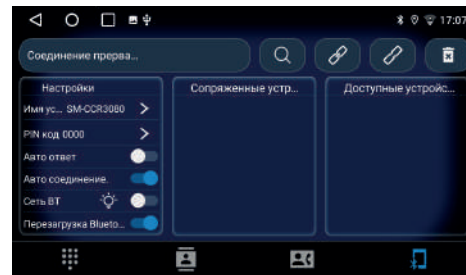 17:07
Соединение прерва...
Настройки
Сопряженные устр...
Доступные устройс...
Имя ус... SM-CCR3080
PIN код 0000
Авто ответ
Авто соединение.
Сеть BT
Перезагрузка Blueto...